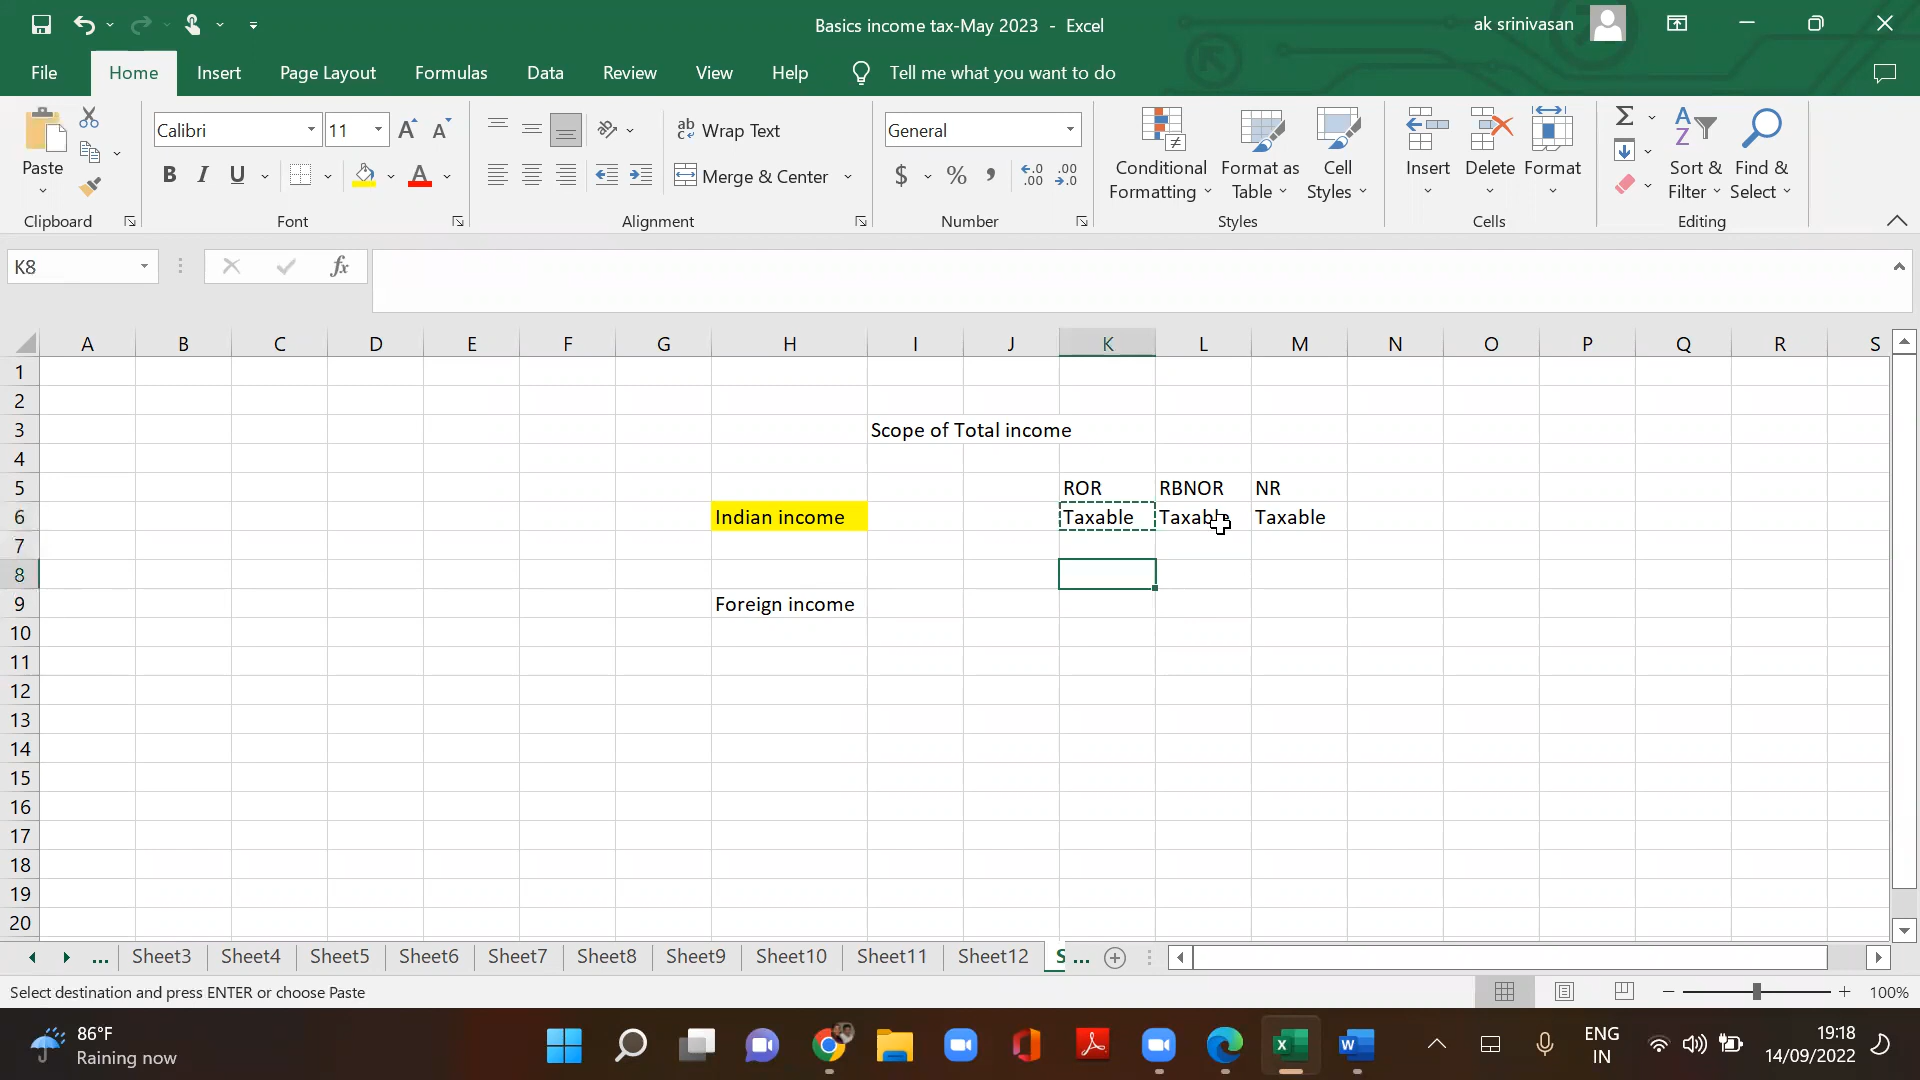 Basics income tax-May 2023 - Excel
ak srinivasan
File Home Insert Page Layout Formulas Data Review View Help Tell me what you want to do
Paste
Clipboard
Calibri 11
B I U A
Font
ab Wrap Text
Merge & Center
Alignment
General
$ % , .00
Number
Conditional Formatting
Format as Table
Cell Styles
Styles
Insert Delete Format
Cells
Sort & Filter
Find & Select
Editing
K8 fx
A B C D E F G H I J K L M N O P Q R S
1
2
3 Scope of Total income
4
5 ROR RBNOR NR
6 Indian income Taxable Taxable Taxable
7
8
9 Foreign income
10
11
12
13
14
15
16
17
18
19
20
... Sheet3 Sheet4 Sheet5 Sheet6 Sheet7 Sheet8 Sheet9 Sheet10 Sheet11 Sheet12 S ...
Select destination and press ENTER or choose Paste
100%
86°F
Raining now
ENG
IN
19:18
14/09/2022